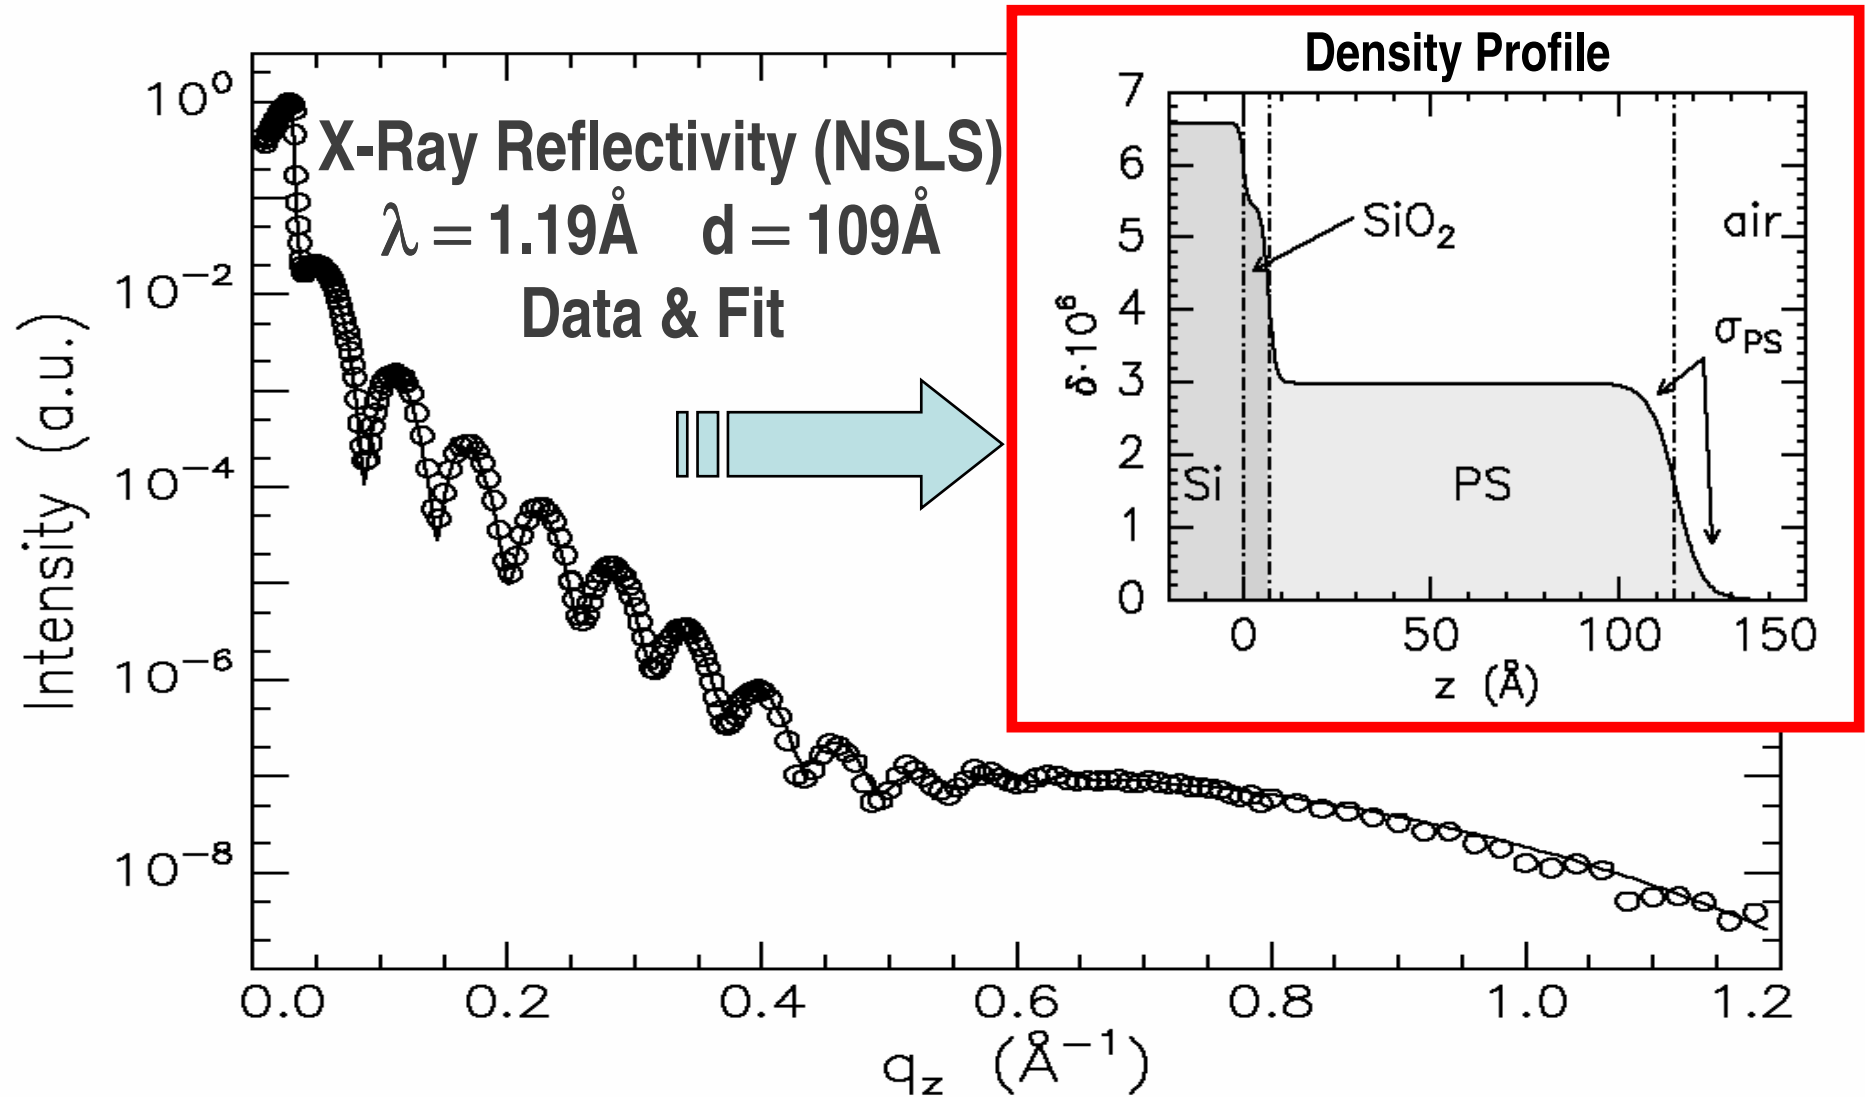 X-Ray Reflectivity (NSLS)
λ = 1.19Å d = 109Å
Data & Fit
Intensity (a.u.)
10⁰
10⁻²
10⁻⁴
10⁻⁶
10⁻⁸
0.0 0.2 0.4 0.6 0.8 1.0 1.2
q_z (Å⁻¹)
Density Profile
δ·10⁶
7
6
5
4
3
2
1
0
SiO₂
air
σ_PS
Si
PS
0 50 100 150
z (Å)